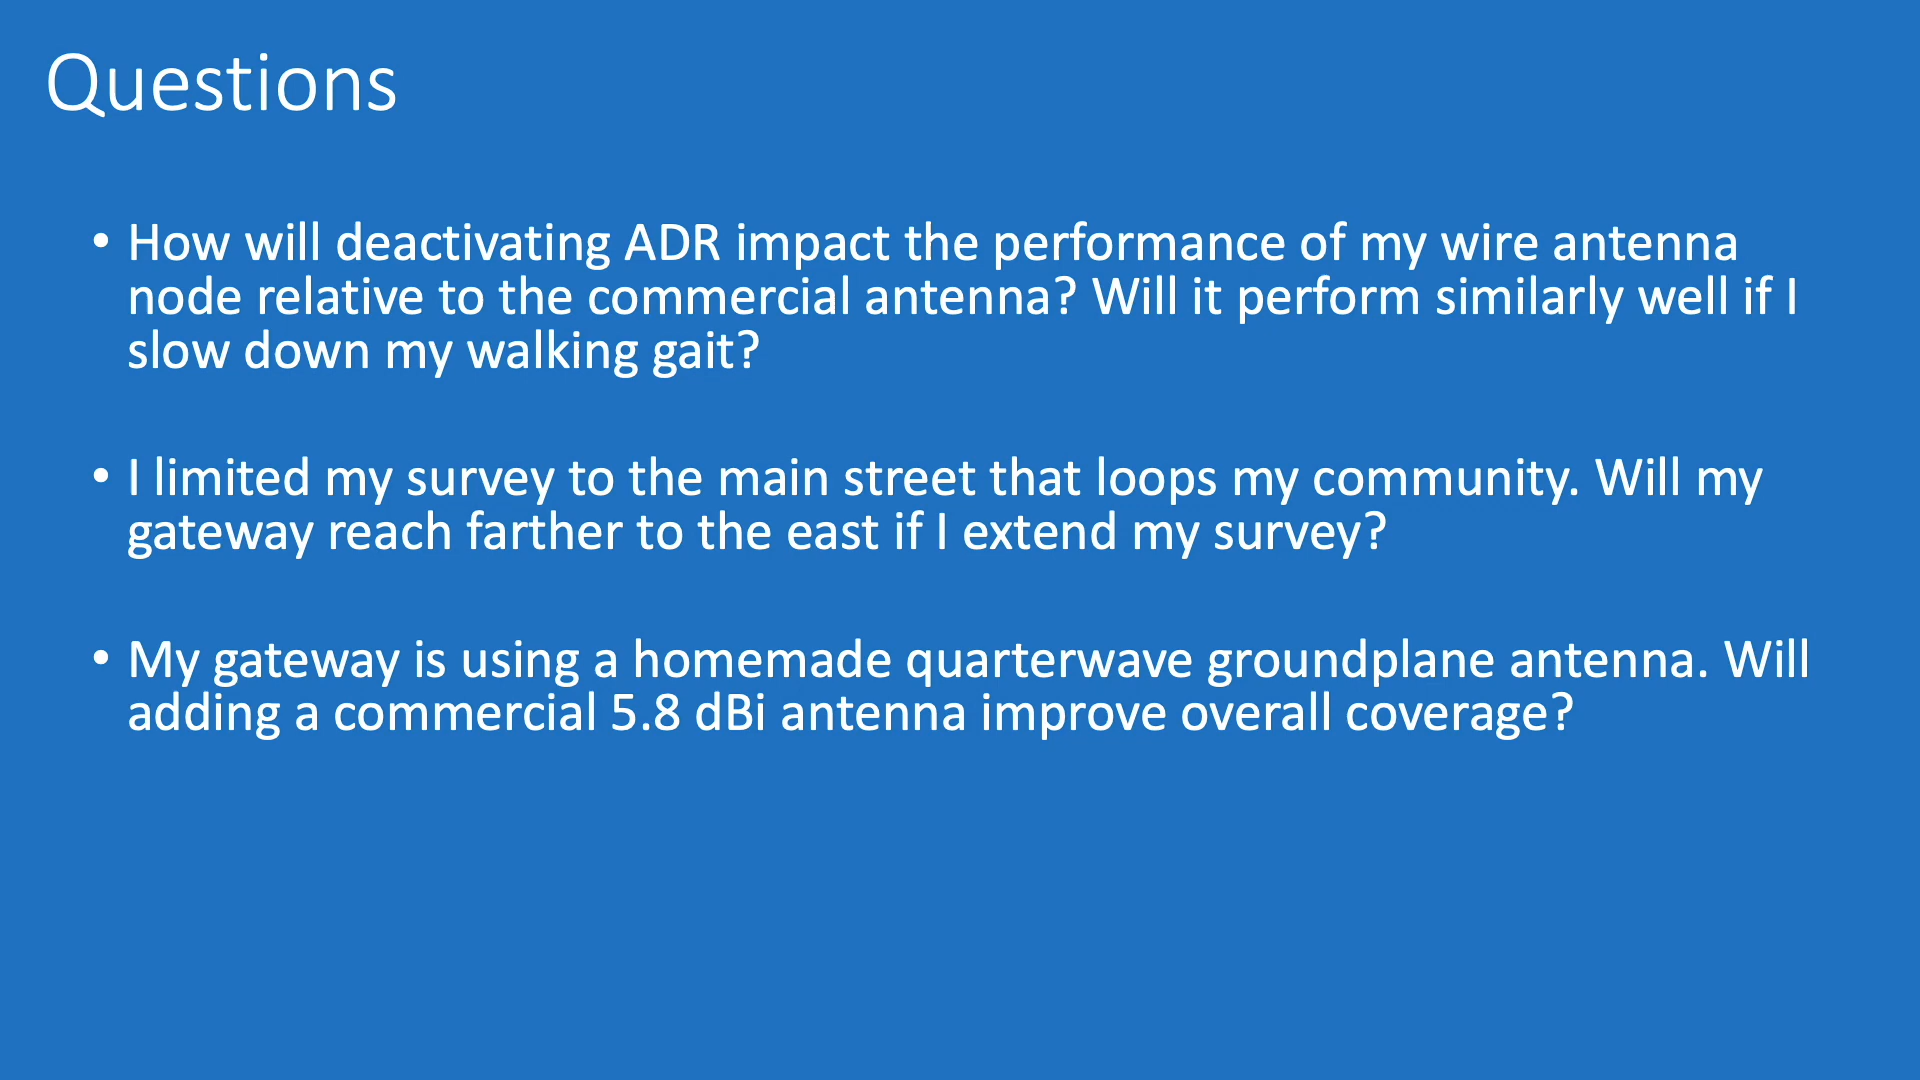 Questions
• How will deactivating ADR impact the performance of my wire antenna
node relative to the commercial antenna? Will it perform similarly well if I
slow down my walking gait?
• I limited my survey to the main street that loops my community. Will my
gateway reach farther to the east if I extend my survey?
• My gateway is using a homemade quarterwave groundplane antenna. Will
adding a commercial 5.8 dBi antenna improve overall coverage?